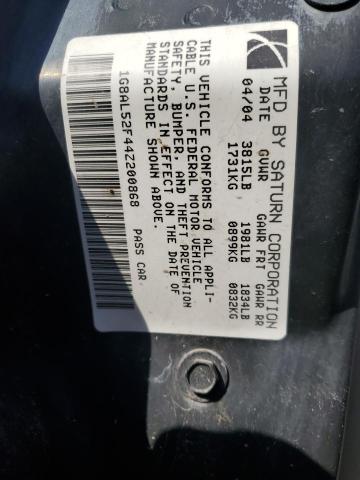 MFD BY SATURN CORPORATION
DATE GVWR GAWR FRT GAWR RR
04/04 3815LB 1981LB 1834LB
1731KG 0899KG 0832KG
THIS VEHICLE CONFORMS TO ALL APPLI-
CABLE U.S. FEDERAL MOTOR VEHICLE
SAFETY, BUMPER, AND THEFT PREVENTION
STANDARDS IN EFFECT ON THE DATE OF
MANUFACTURE SHOWN ABOVE.
1G8AL52F44Z200868 PASS CAR